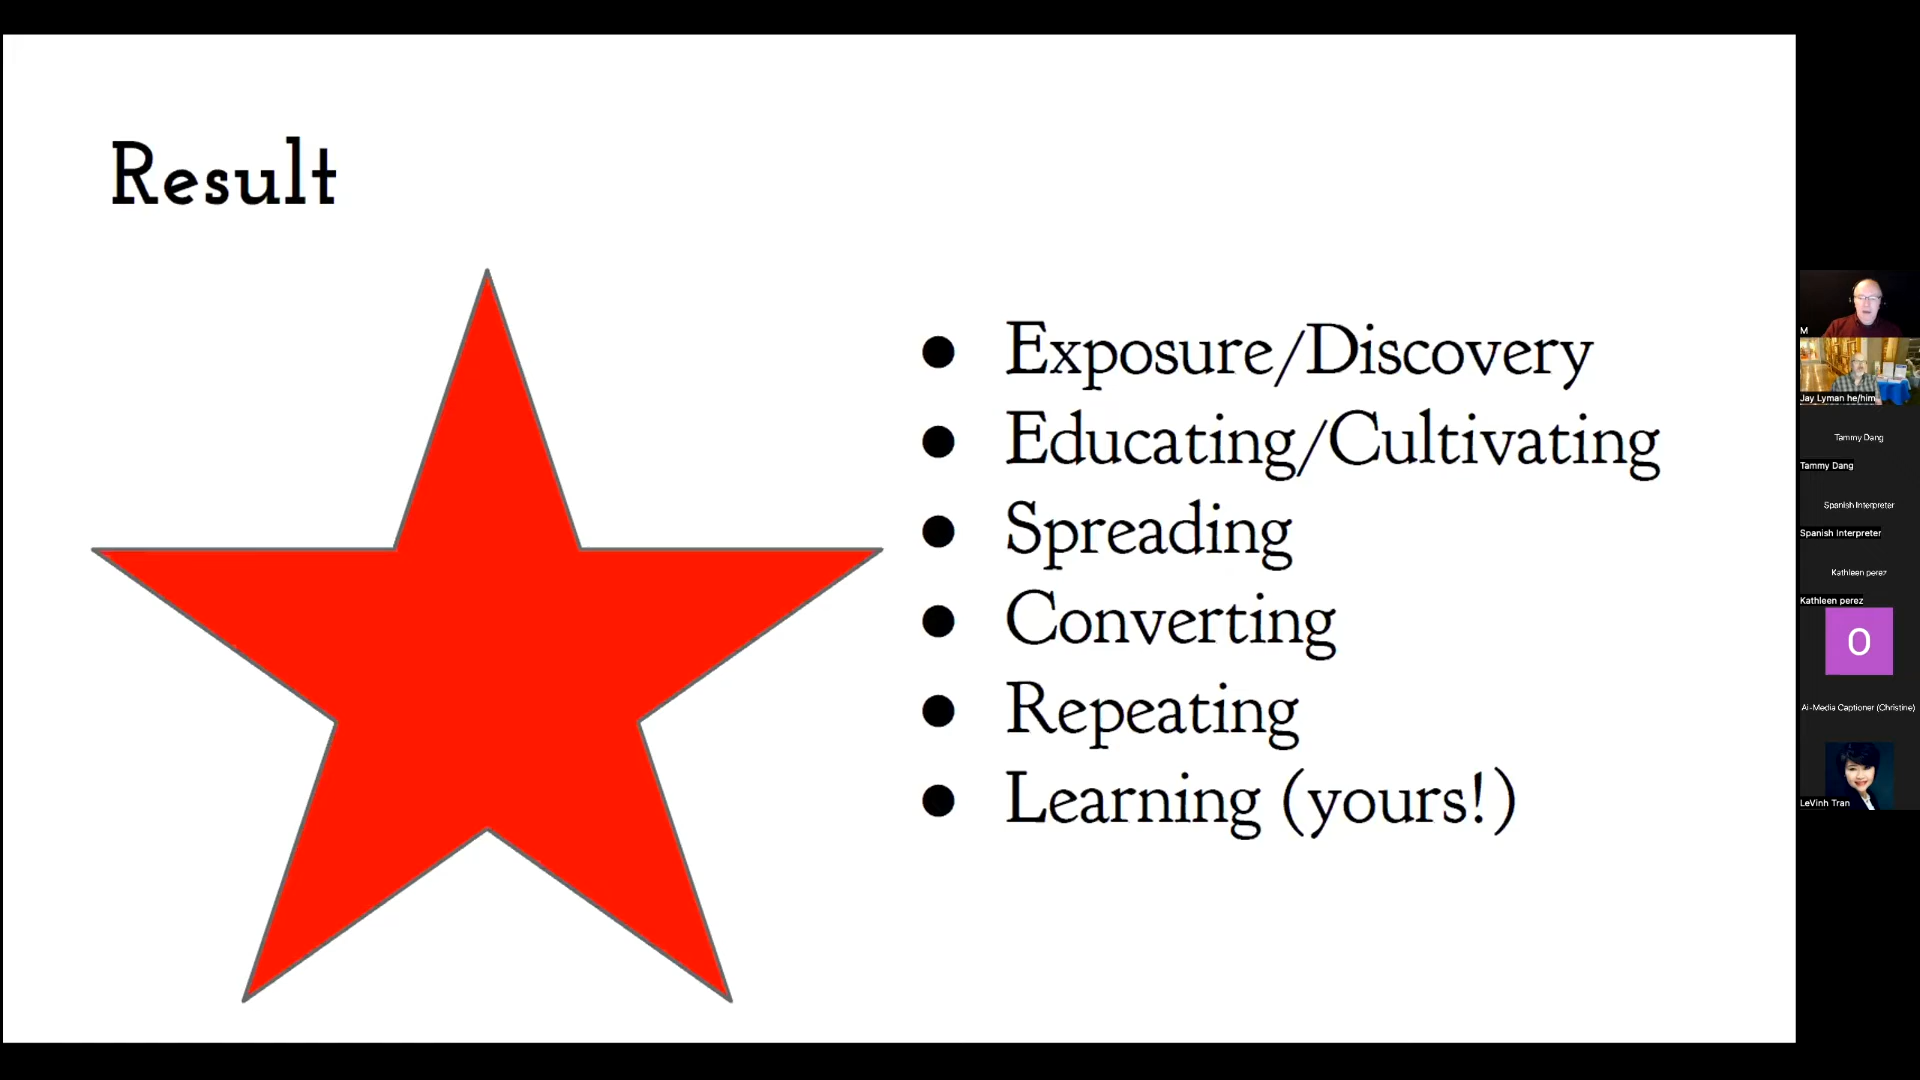 Result
Exposure/Discovery
Educating/Cultivating
Spreading
Converting
Repeating
Learning (yours!)
M
Jay Lyman he/him
Tammy Dang
Tammy Dang
Spanish Interpreter
Spanish Interpreter
Kathleen perez
Kathleen perez
O
Ai-Media Captioner (Christine)
LeVinh Tran